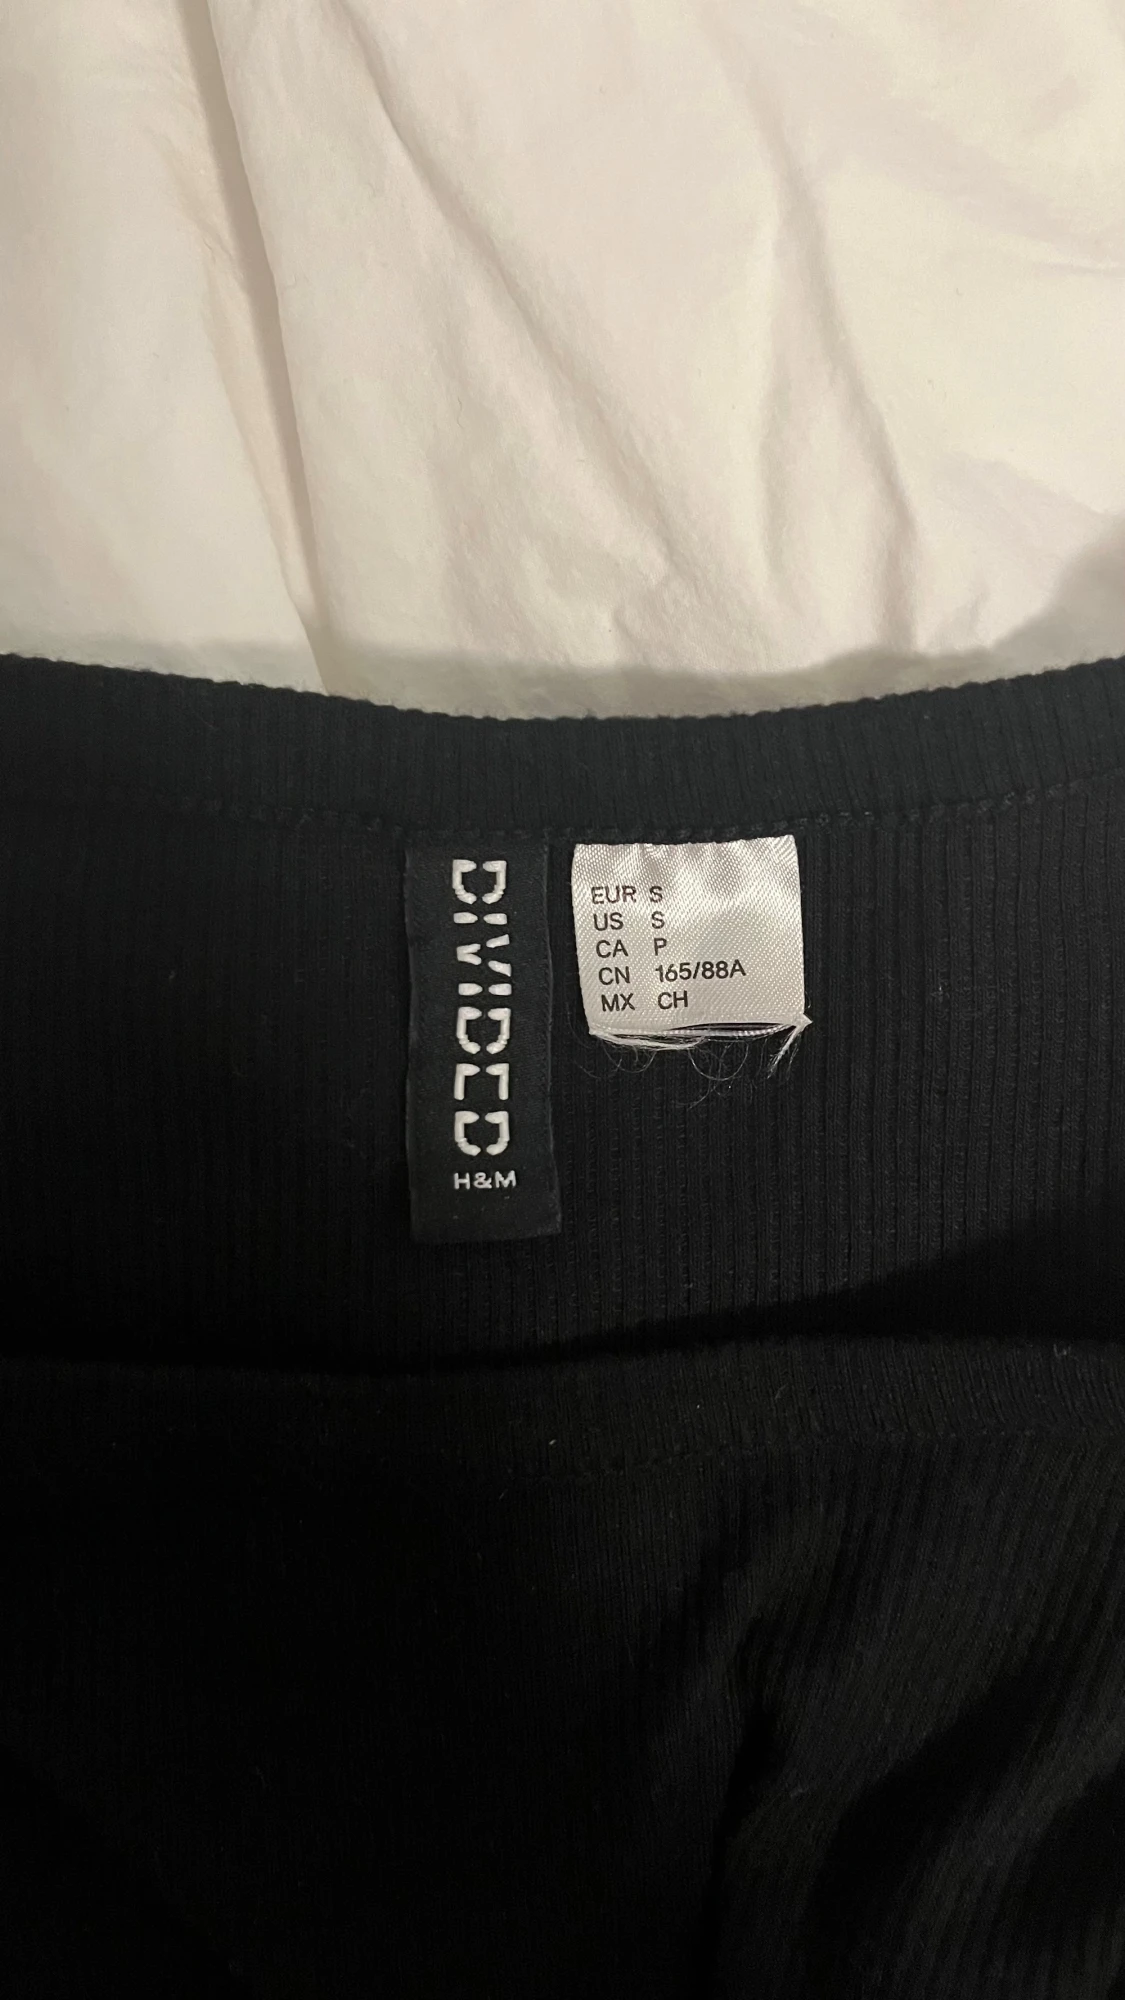 DIVIDED
H&M
EUR S
US S
CA P
CN 165/88A
MX CH